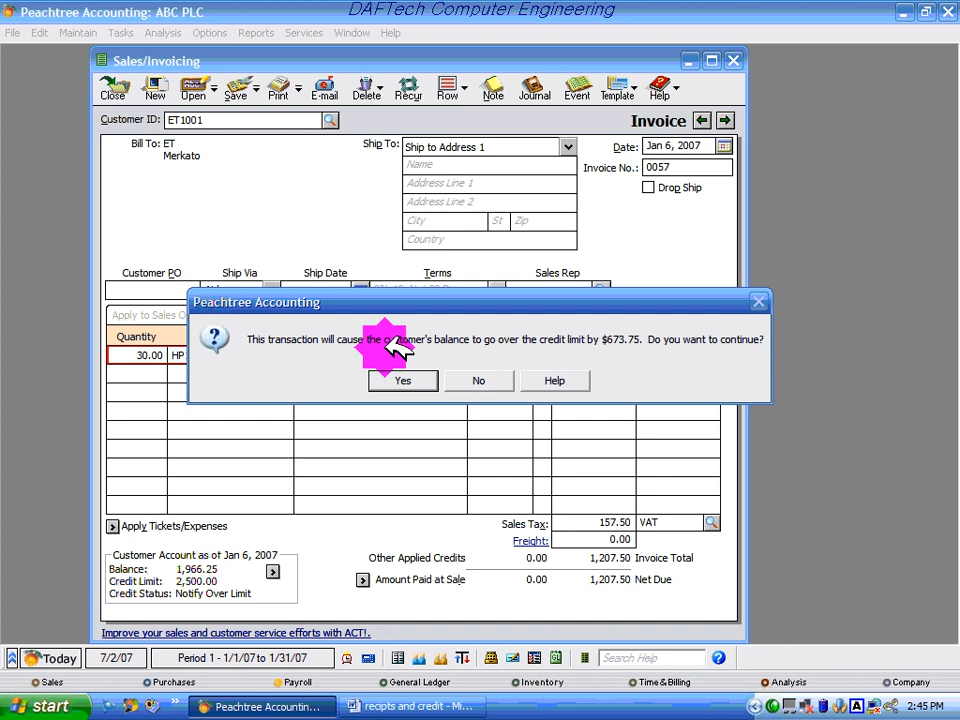 DAFTech Computer Engineering
Peachtree Accounting: ABC PLC
File Edit Maintain Tasks Analysis Options Reports Services Window Help
Sales/Invoicing
Close New Open Save Print E-mail Delete Recur Row Note Journal Event Template Help
Customer ID: ET1001
Invoice
Bill To: ET
Merkato
Ship To: Ship to Address 1
Name
Address Line 1
Address Line 2
City St Zip
Country
Date: Jan 6, 2007
Invoice No.: 0057
Drop Ship
Customer PO Ship Via Ship Date Terms Sales Rep
Apply to Sales O
Quantity
30.00 HP
Peachtree Accounting
This transaction will cause the customer's balance to go over the credit limit by $673.75. Do you want to continue?
Yes No Help
Apply Tickets/Expenses
Sales Tax: 157.50 VAT
Freight: 0.00
Customer Account as of Jan 6, 2007
Balance: 1,966.25
Credit Limit: 2,500.00
Credit Status: Notify Over Limit
Other Applied Credits 0.00 1,207.50 Invoice Total
Amount Paid at Sale 0.00 1,207.50 Net Due
Improve your sales and customer service efforts with ACT!.
Today 7/2/07 Period 1 - 1/1/07 to 1/31/07 Search Help
Sales Purchases Payroll General Ledger Inventory Time & Billing Analysis Company
start Peachtree Accountin... recipts and credit - Mi... 2:45 PM